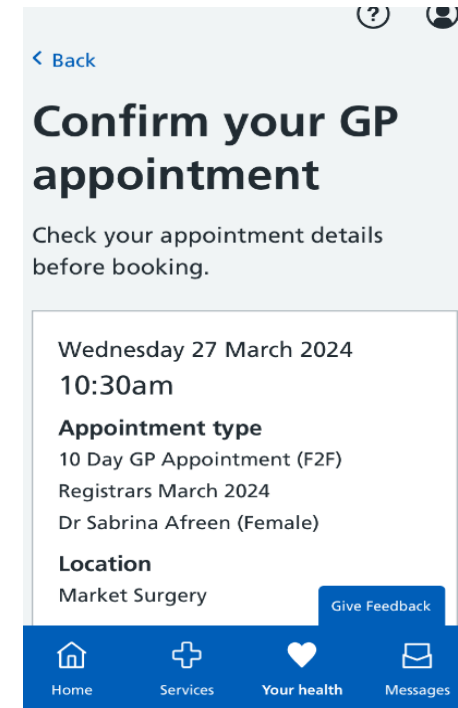 ?
Back
Confirm your GP
appointment
Check your appointment details
before booking.
Wednesday 27 March 2024
10:30am
Appointment type
10 Day GP Appointment (F2F)
Registrars March 2024
Dr Sabrina Afreen (Female)
Location
Market Surgery
Give Feedback
Home
Services
Your health
Messages